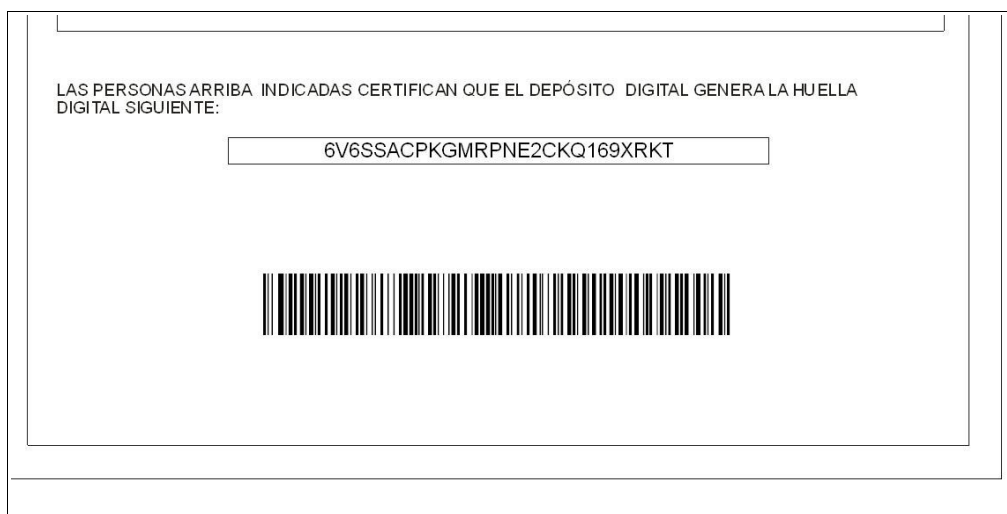 LAS PERSONAS ARRIBA INDICADAS CERTIFICAN QUE EL DEPÓSITO DIGITAL GENERA LA HUELLA
DIGITAL SIGUIENTE:
6V6SSACPKGMRPNE2CKQ169XRKT